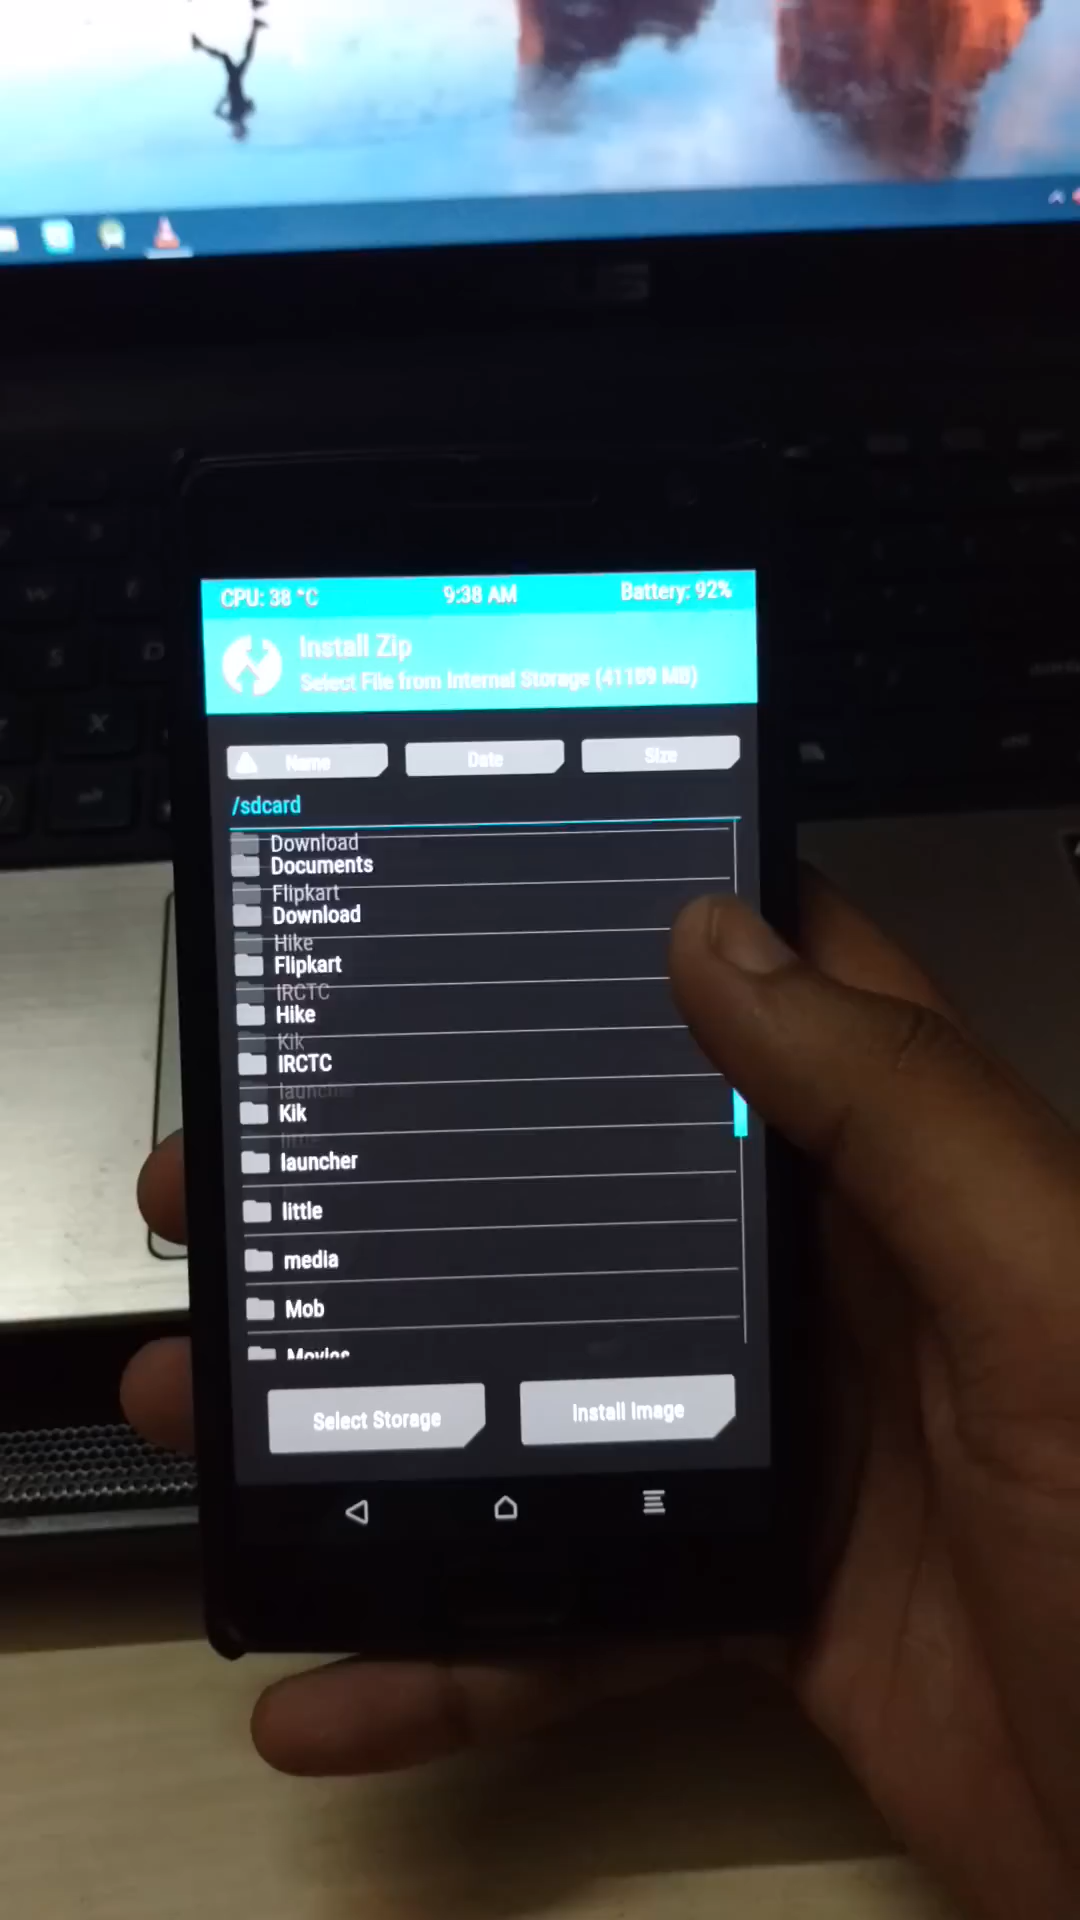 CPU: 38 °C 9:38 AM Battery: 92%
Install Zip
Select File from Internal Storage (41189 MB)
Name Date Size
/sdcard
Download
Documents
Flipkart
Download
Hike
Flipkart
IRCTC
Hike
Kik
IRCTC
launcher
Kik
launcher
little
media
Mob
Movies
Select Storage Install Image